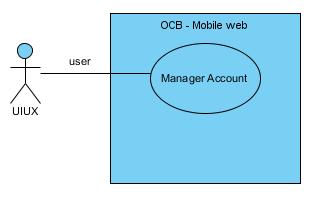 OCB - Mobile web
user
Manager Account
UIUX